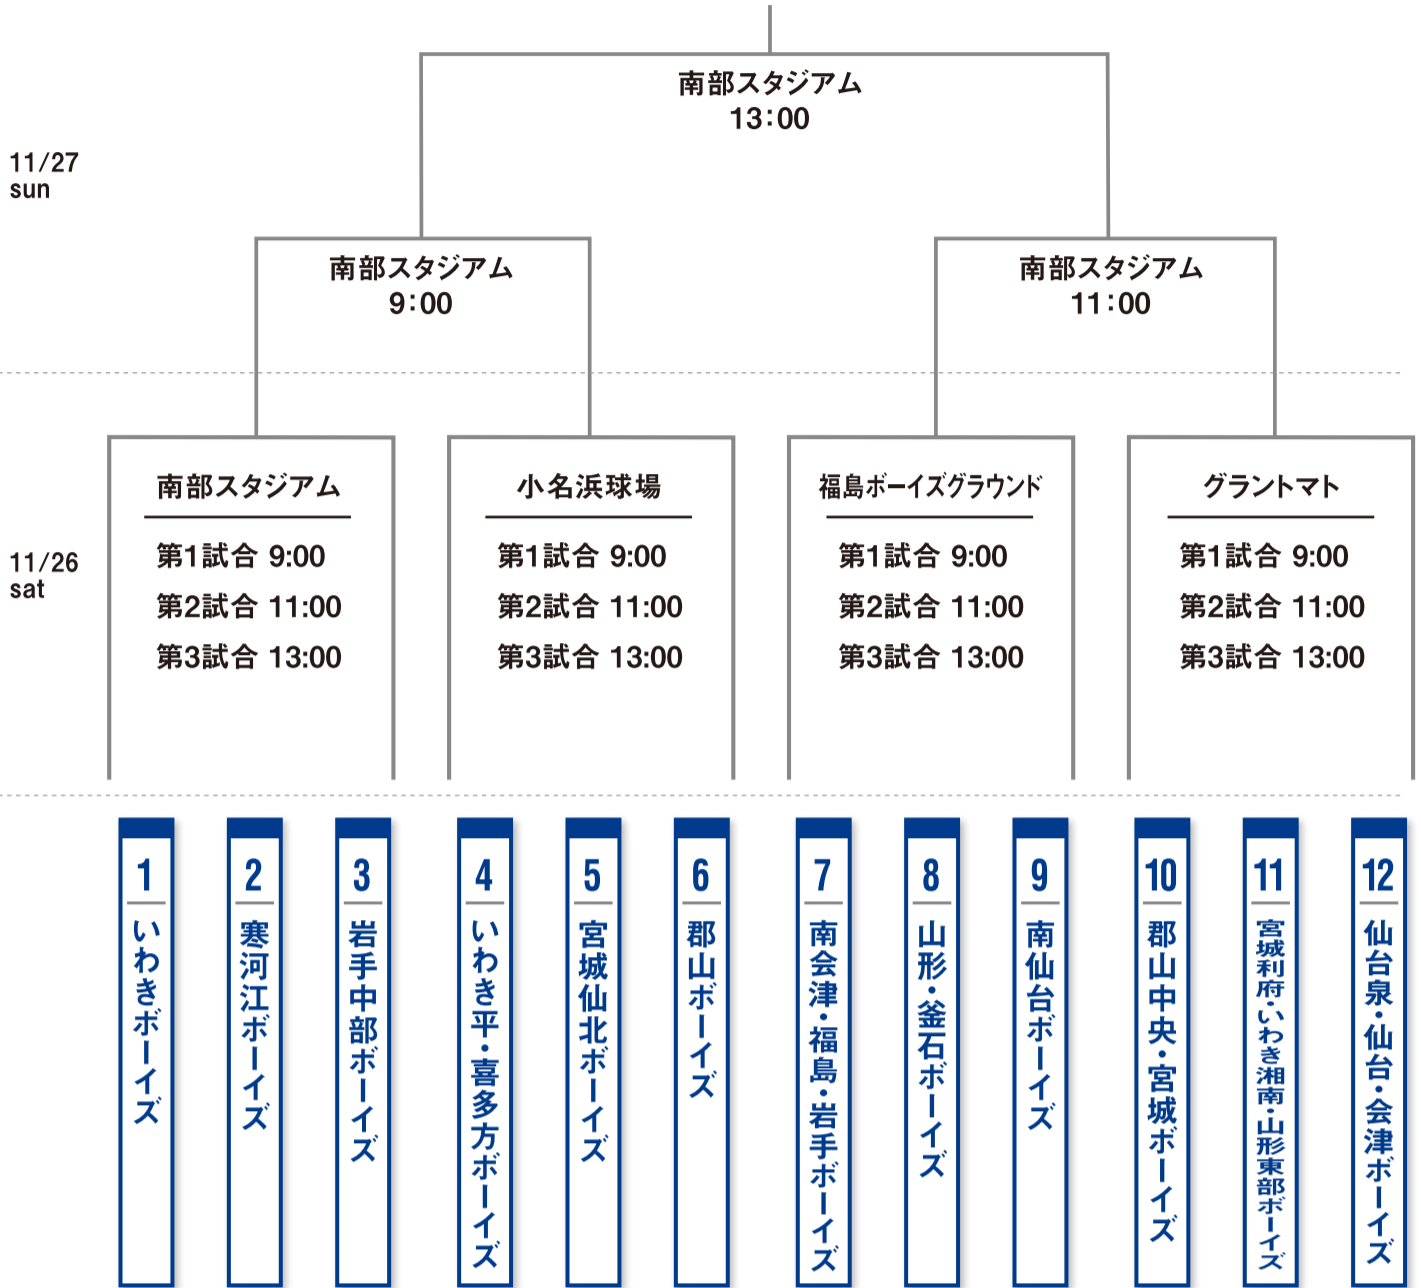 南部スタジアム
13:00
11/27
sun
南部スタジアム
9:00
南部スタジアム
11:00
11/26
sat
南部スタジアム
第1試合 9:00
第2試合 11:00
第3試合 13:00
小名浜球場
第1試合 9:00
第2試合 11:00
第3試合 13:00
福島ボーイズグラウンド
第1試合 9:00
第2試合 11:00
第3試合 13:00
グラントマト
第1試合 9:00
第2試合 11:00
第3試合 13:00
1
いわきボーイズ
2
寒河江ボーイズ
3
岩手中部ボーイズ
4
いわき平・喜多方ボーイズ
5
宮城仙北ボーイズ
6
郡山ボーイズ
7
南会津・福島・岩手ボーイズ
8
山形・釜石ボーイズ
9
南仙台ボーイズ
10
郡山中央・宮城ボーイズ
11
宮城利府・いわき湘南・山形東部ボーイズ
12
仙台泉・仙台・会津ボーイズ